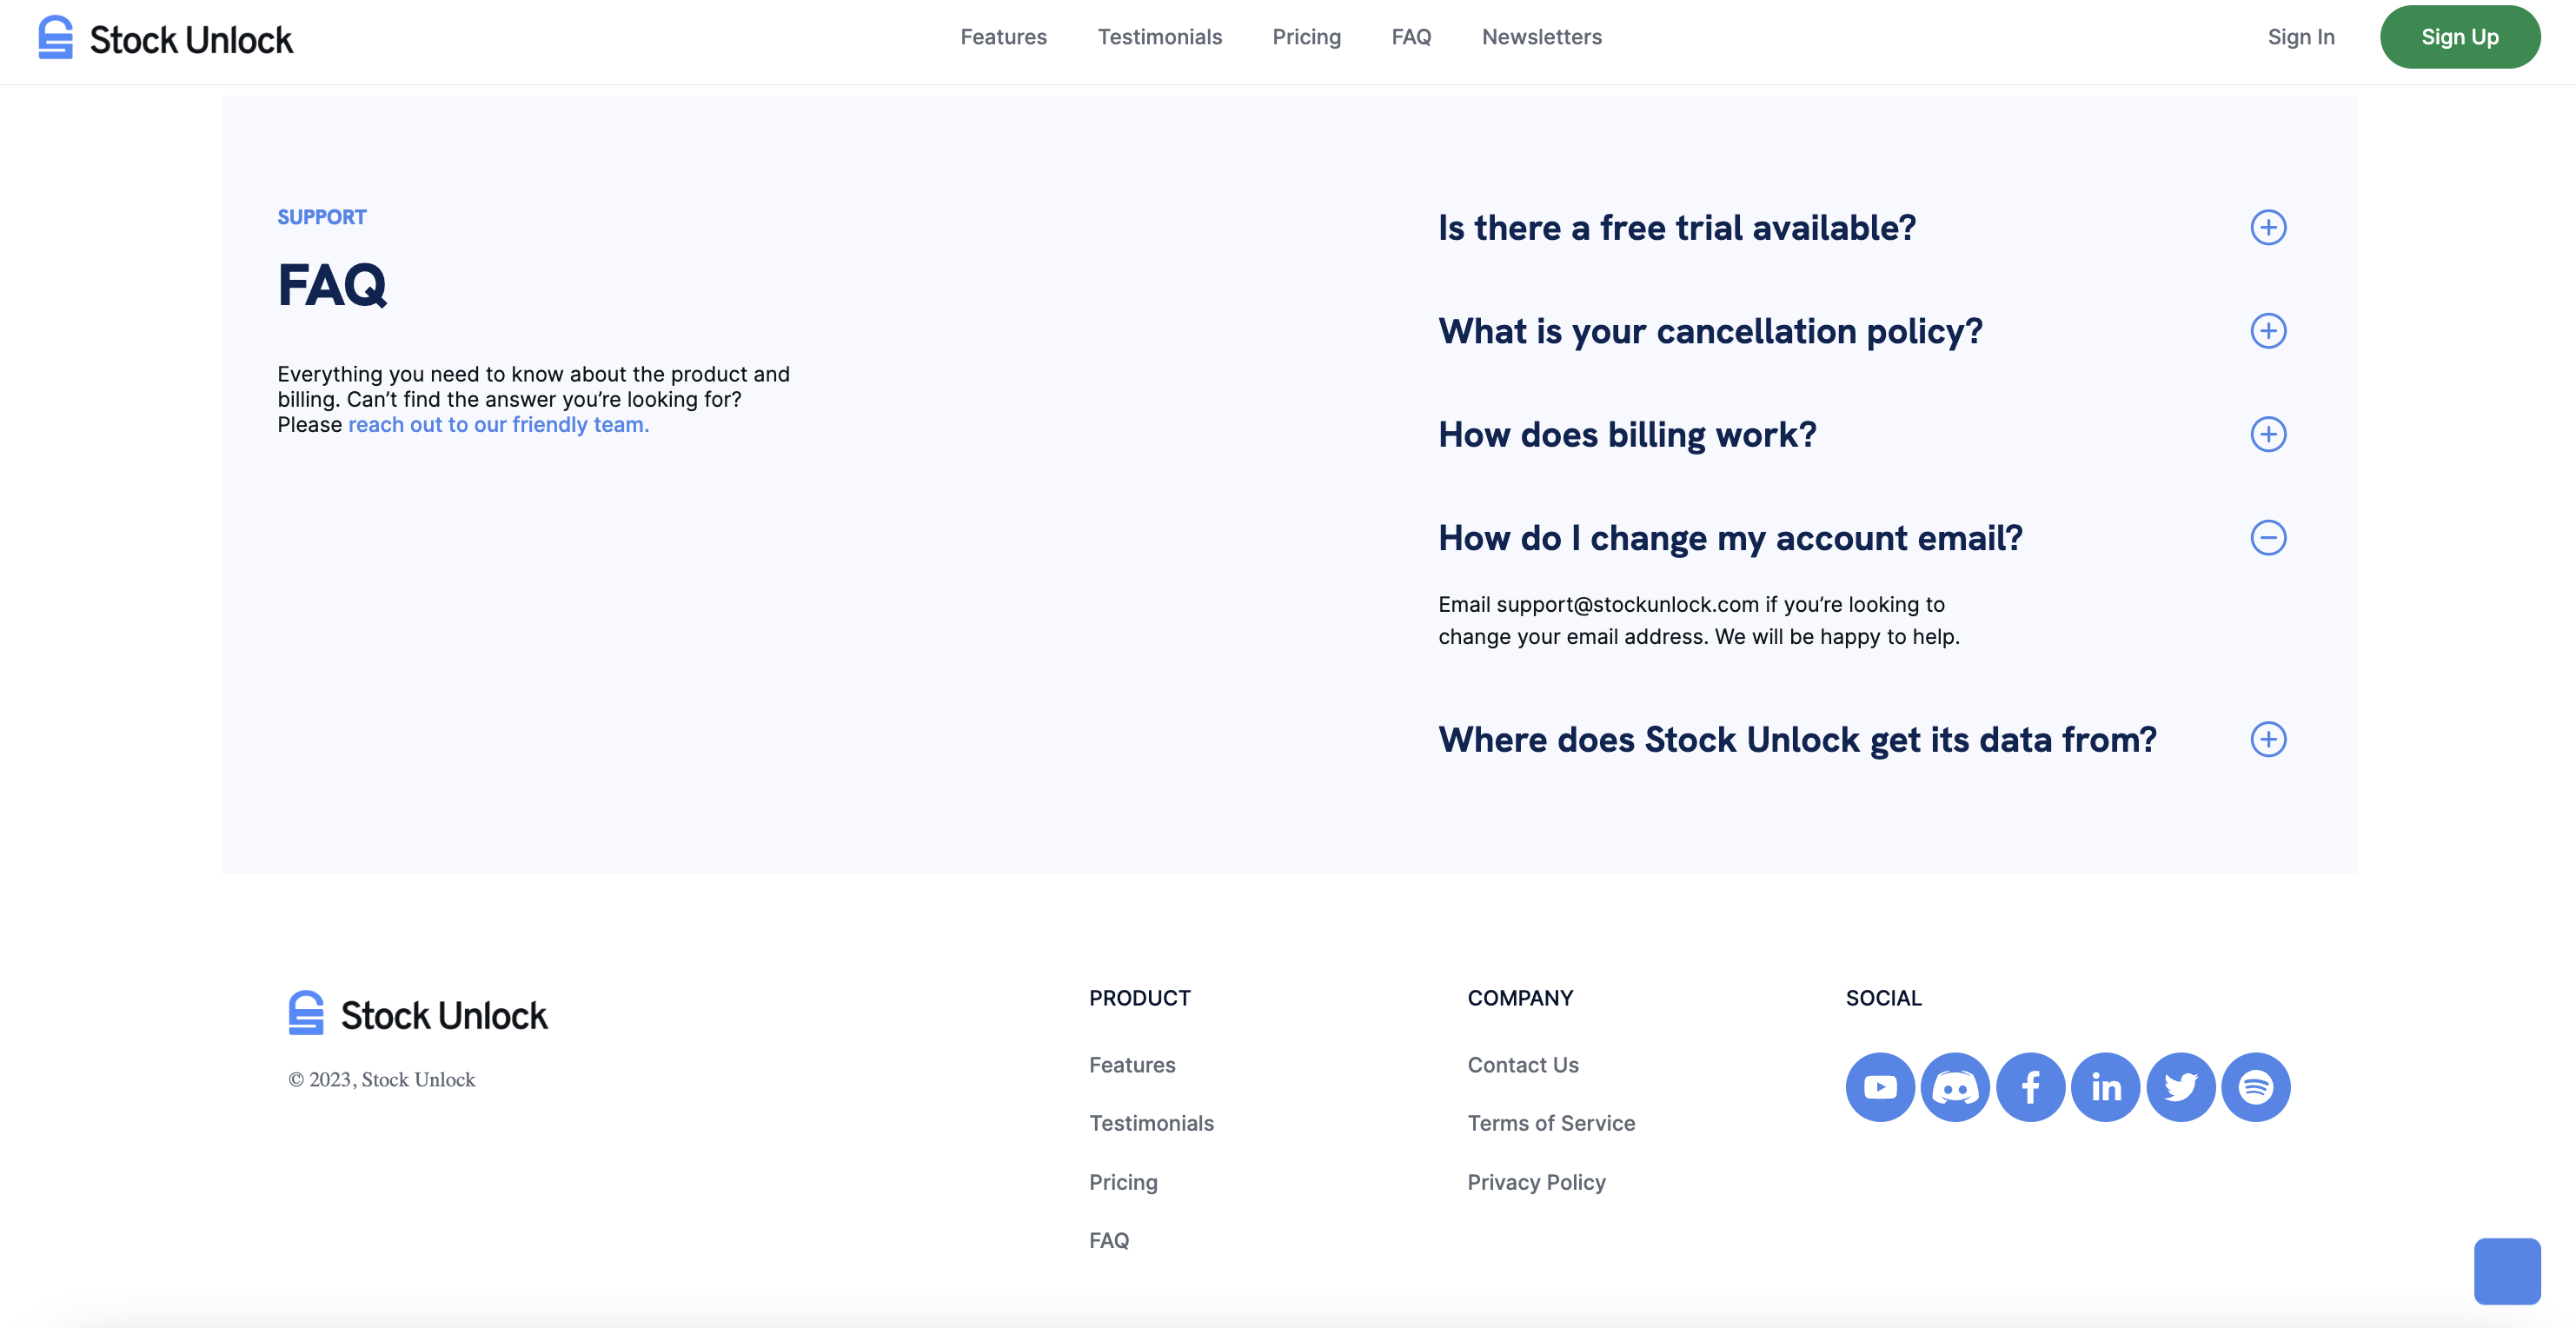 Stock Unlock
Features
Testimonials
Pricing
FAQ
Newsletters
Sign In
Sign Up
SUPPORT
FAQ
Everything you need to know about the product and
billing. Can’t find the answer you’re looking for?
Please reach out to our friendly team.
Is there a free trial available?
What is your cancellation policy?
How does billing work?
How do I change my account email?
Email support@stockunlock.com if you’re looking to
change your email address. We will be happy to help.
Where does Stock Unlock get its data from?
Stock Unlock
© 2023, Stock Unlock
PRODUCT
Features
Testimonials
Pricing
FAQ
COMPANY
Contact Us
Terms of Service
Privacy Policy
SOCIAL